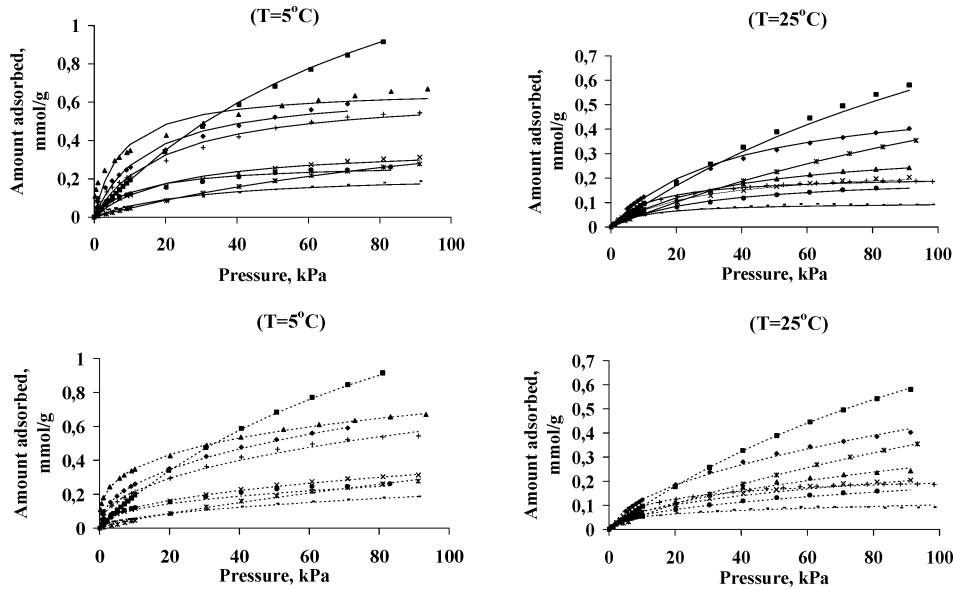 (T=5°C)
Amount adsorbed,
mmol/g
1
0,8
0,6
0,4
0,2
0
0 20 40 60 80 100
Pressure, kPa
(T=25°C)
Amount adsorbed,
mmol/g
0,7
0,6
0,5
0,4
0,3
0,2
0,1
0
0 20 40 60 80 100
Pressure, kPa
(T=5°C)
Amount adsorbed,
mmol/g
1
0,8
0,6
0,4
0,2
0
0 20 40 60 80 100
Pressure, kPa
(T=25°C)
Amount adsorbed,
mmol/g
0,7
0,6
0,5
0,4
0,3
0,2
0,1
0
0 20 40 60 80 100
Pressure, kPa